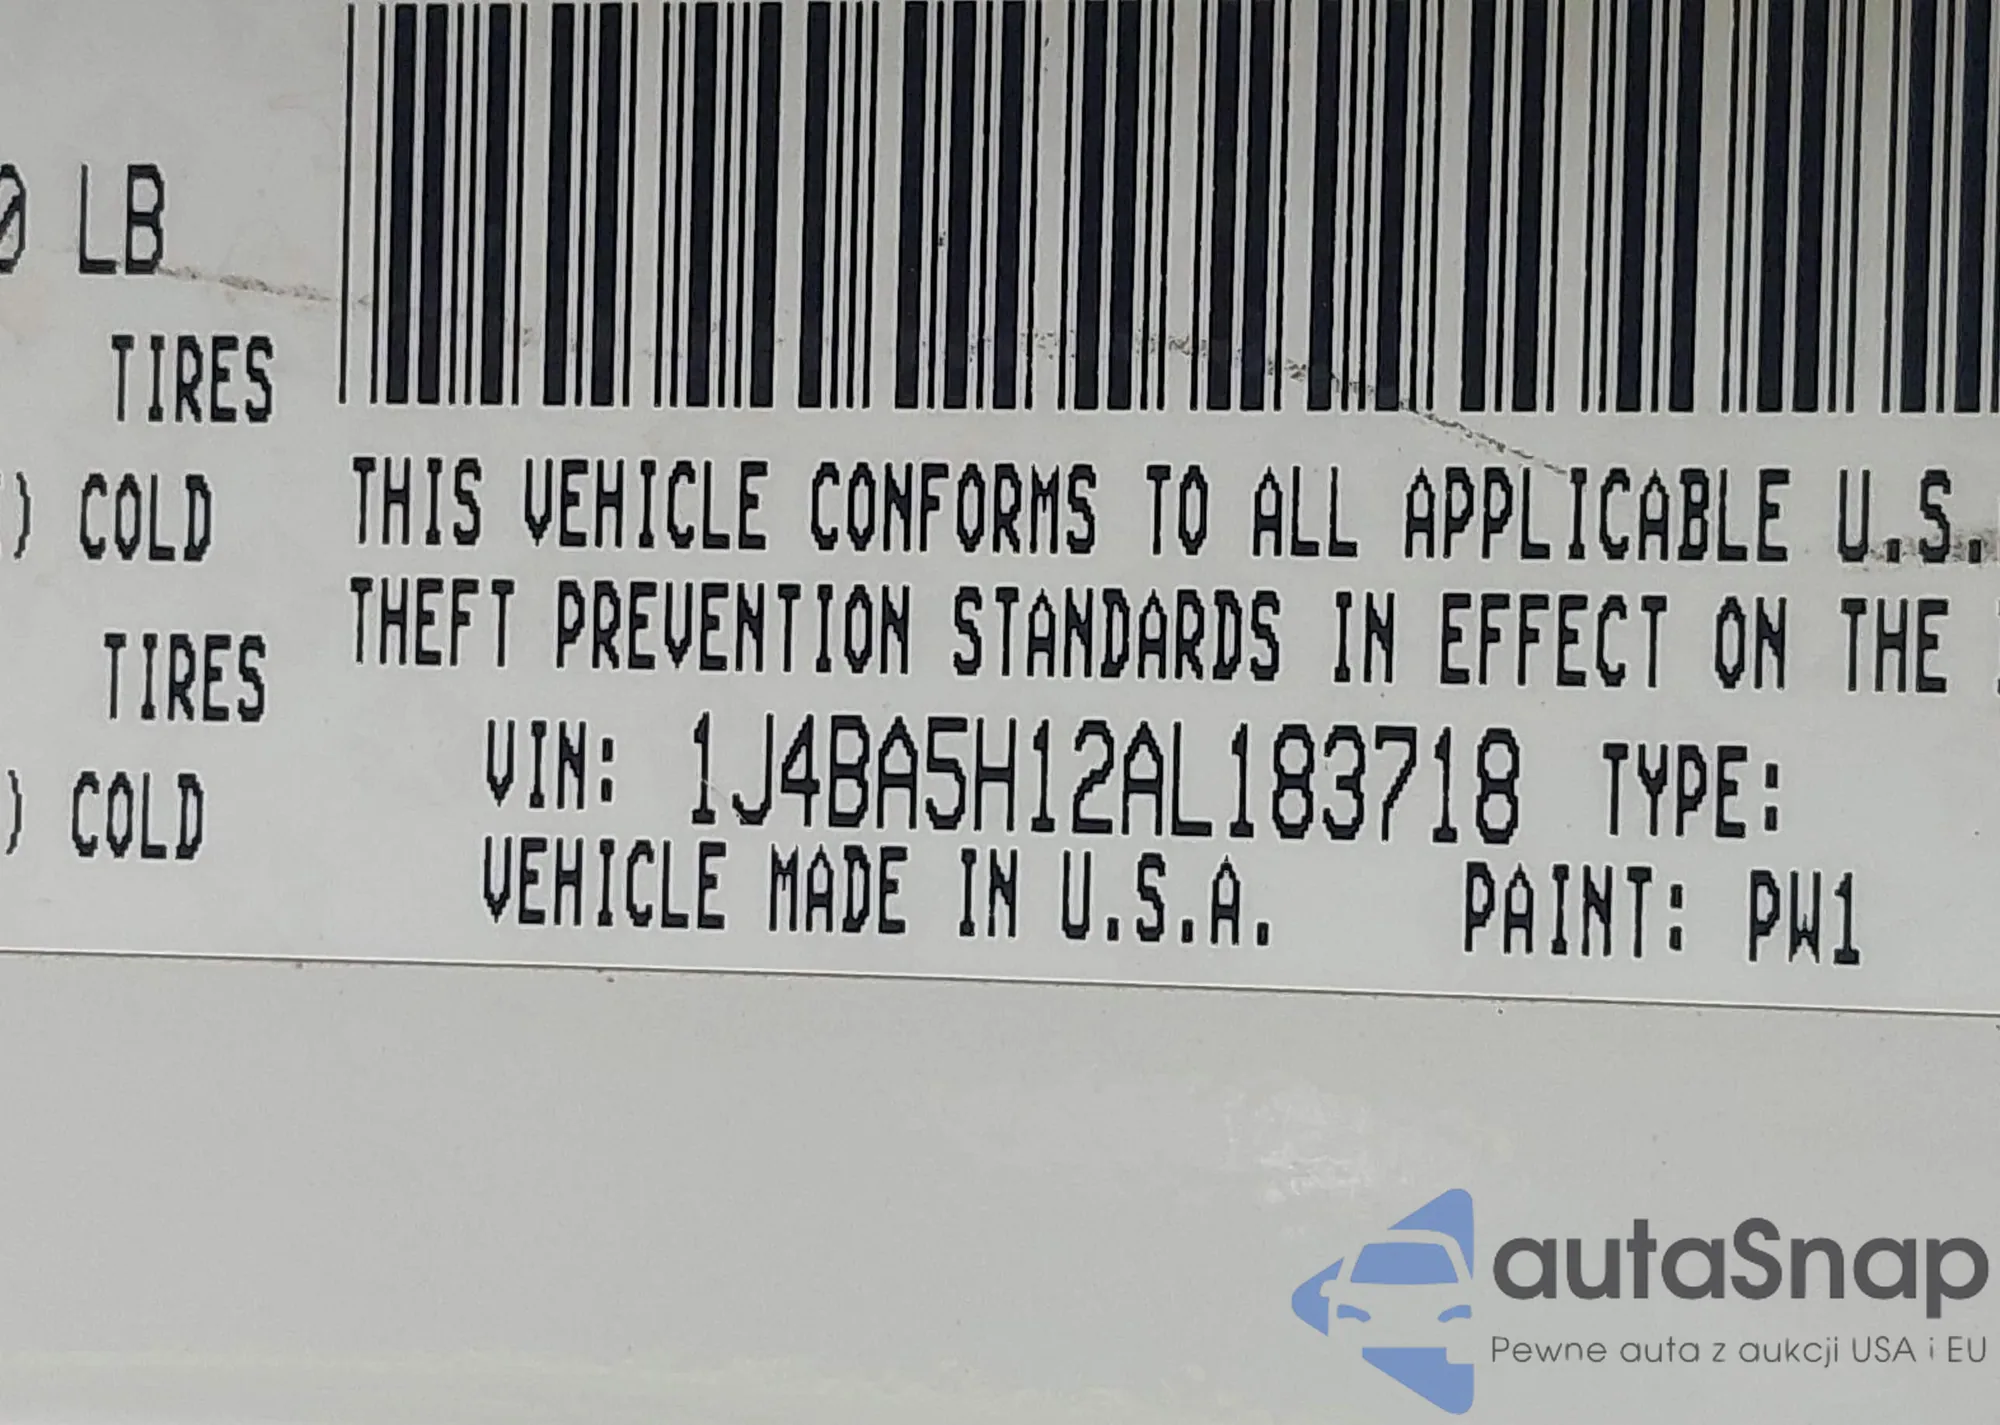 0 LB
TIRES
) COLD
TIRES
) COLD
THIS VEHICLE CONFORMS TO ALL APPLICABLE U.S.
THEFT PREVENTION STANDARDS IN EFFECT ON THE
VIN: 1J4BA5H12AL183718 TYPE:
VEHICLE MADE IN U.S.A. PAINT: PW1
autaSnap
Pewne auta z aukcji USA i EU